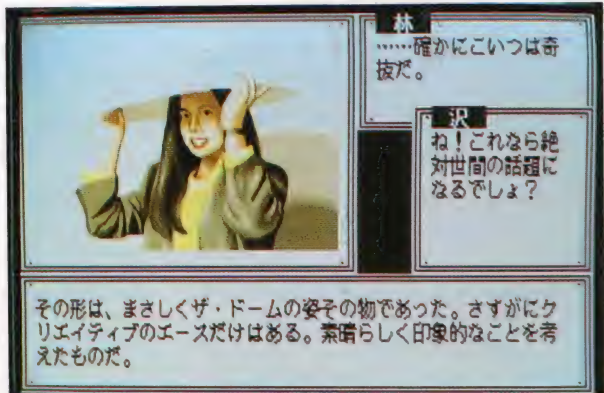 林
……確かにこいつは奇
抜だ。
沢
ね!これなら絶
対世間の話題に
なるでしょ?
その形は、まさしくザ・ドームの姿その物であった。さすがにク
リエイティブのエースだけはある。素晴らしく印象的なことを考
えたものだ。